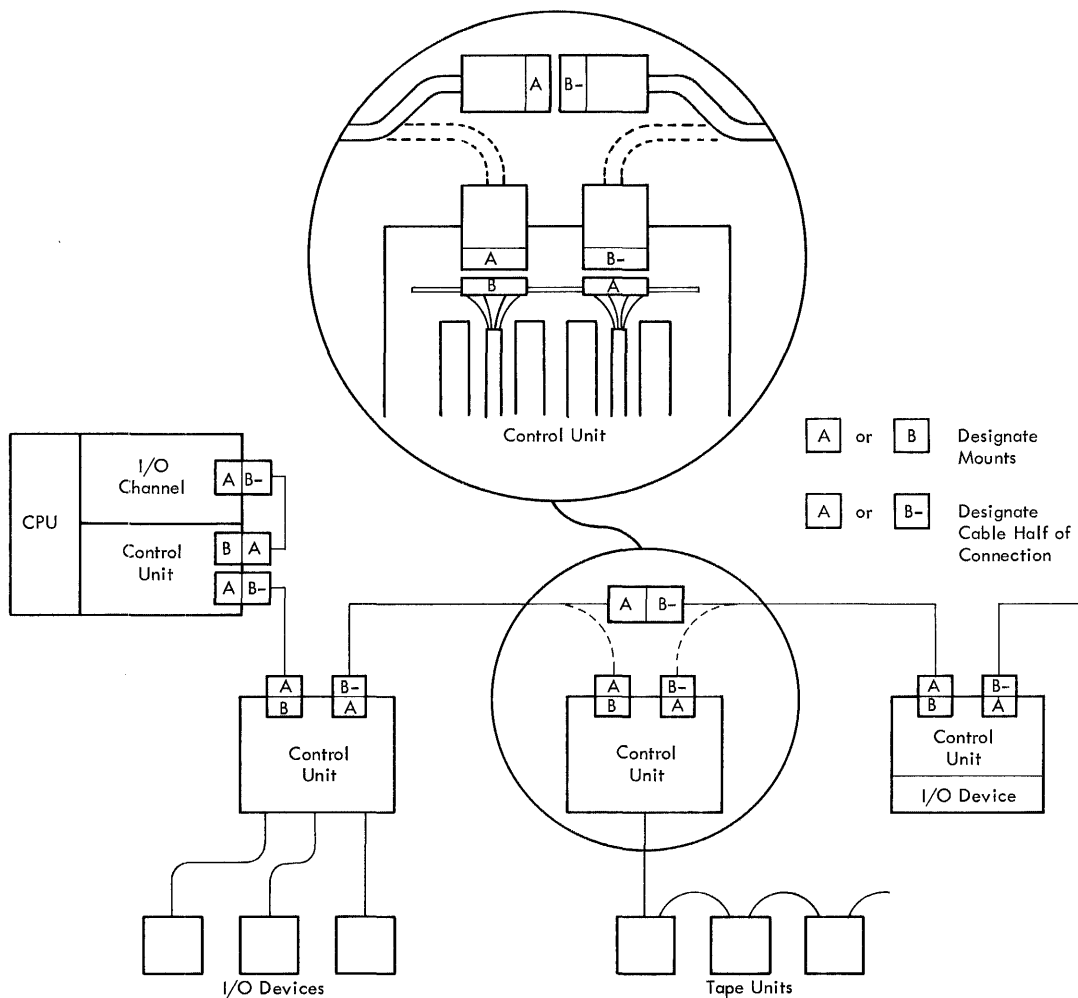 A B-
A B-
B A
Control Unit
I/O
Channel
A B-
CPU
Control
Unit
B A
A B-
A or B Designate
Mounts
A or B- Designate
Cable Half of
Connection
A B-
A B-
B A
Control
Unit
A B-
B A
Control
Unit
A B-
B A
Control
Unit
I/O Device
I/O Devices
Tape Units